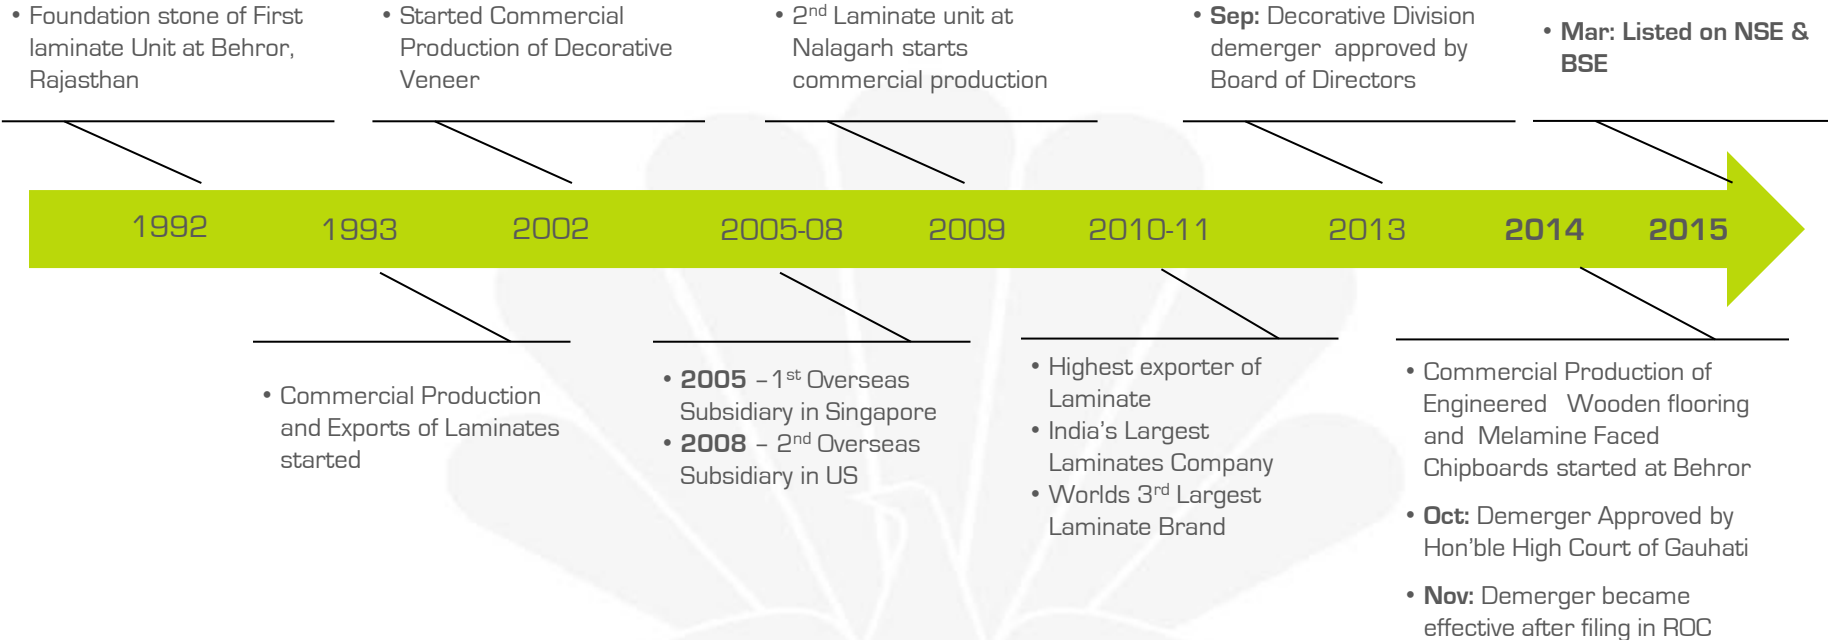 • Foundation stone of First
laminate Unit at Behror,
Rajasthan
• Started Commercial
Production of Decorative
Veneer
• 2nd Laminate unit at
Nalagarh starts
commercial production
• Sep: Decorative Division
demerger approved by
Board of Directors
• Mar: Listed on NSE &
BSE
1992
1993
2002
2005-08
2009
2010-11
2013
2014
2015
• Commercial Production
and Exports of Laminates
started
• 2005 – 1st Overseas
Subsidiary in Singapore
• 2008 – 2nd Overseas
Subsidiary in US
• Highest exporter of
Laminate
• India's Largest
Laminates Company
• Worlds 3rd Largest
Laminate Brand
• Commercial Production of
Engineered Wooden flooring
and Melamine Faced
Chipboards started at Behror
• Oct: Demerger Approved by
Hon'ble High Court of Gauhati
• Nov: Demerger became
effective after filing in ROC